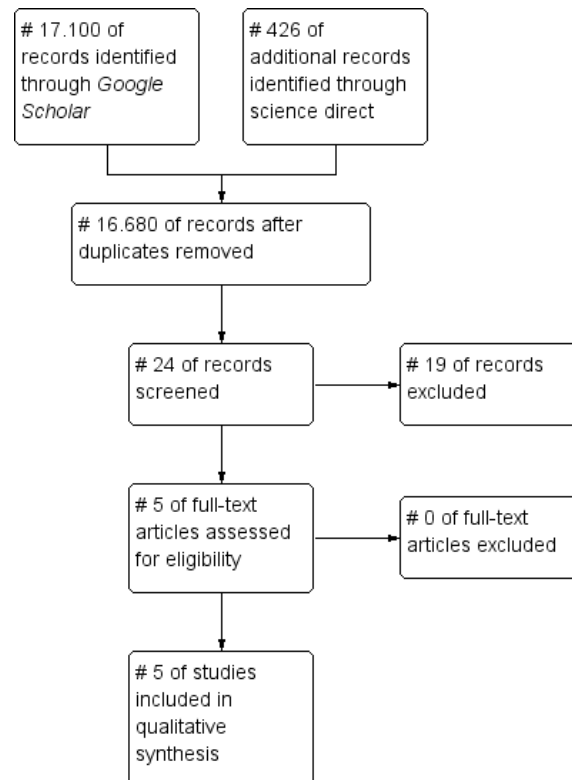 # 17.100 of
records identified
through Google
Scholar
# 426 of
additional records
identified through
science direct
# 16.680 of records after
duplicates removed
# 24 of records
screened
# 19 of records
excluded
# 5 of full-text
articles assessed
for eligibility
# 0 of full-text
articles excluded
# 5 of studies
included in
qualitative
synthesis